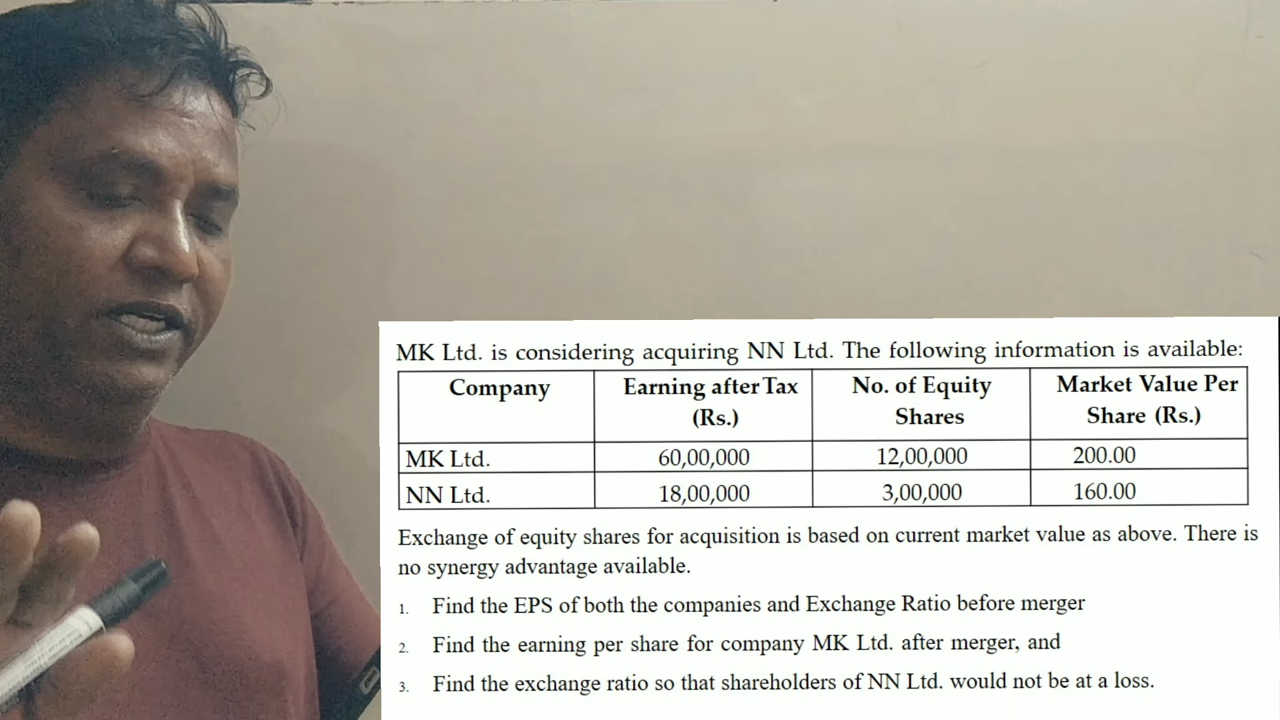 MK Ltd. is considering acquiring NN Ltd. The following information is available:
Company Earning after Tax (Rs.) No. of Equity Shares Market Value Per Share (Rs.)
MK Ltd. 60,00,000 12,00,000 200.00
NN Ltd. 18,00,000 3,00,000 160.00
Exchange of equity shares for acquisition is based on current market value as above. There is
no synergy advantage available.
1. Find the EPS of both the companies and Exchange Ratio before merger
2. Find the earning per share for company MK Ltd. after merger, and
3. Find the exchange ratio so that shareholders of NN Ltd. would not be at a loss.